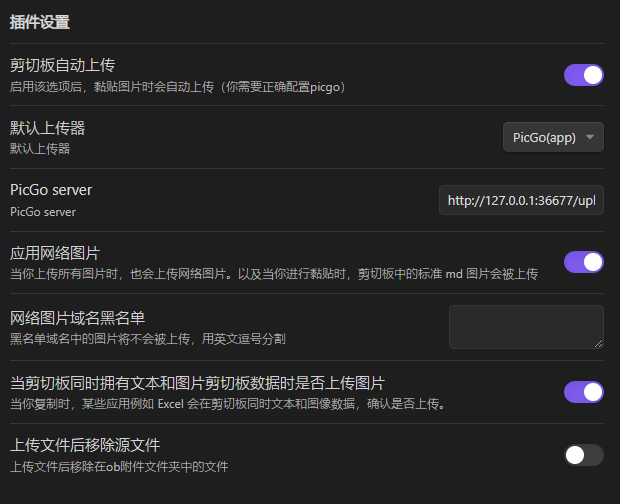 插件设置
剪切板自动上传
启用该选项后，黏贴图片时会自动上传（你需要正确配置picgo）
默认上传器
默认上传器
PicGo(app)
PicGo server
PicGo server
http://127.0.0.1:36677/upl
应用网络图片
当你上传所有图片时，也会上传网络图片。以及当你进行黏贴时，剪切板中的标准 md 图片会被上传
网络图片域名黑名单
黑名单域名中的图片将不会被上传，用英文逗号分割
当剪切板同时拥有文本和图片剪切板数据时是否上传图片
当你复制时，某些应用例如 Excel 会在剪切板同时文本和图像数据，确认是否上传。
上传文件后移除源文件
上传文件后移除在ob附件文件夹中的文件